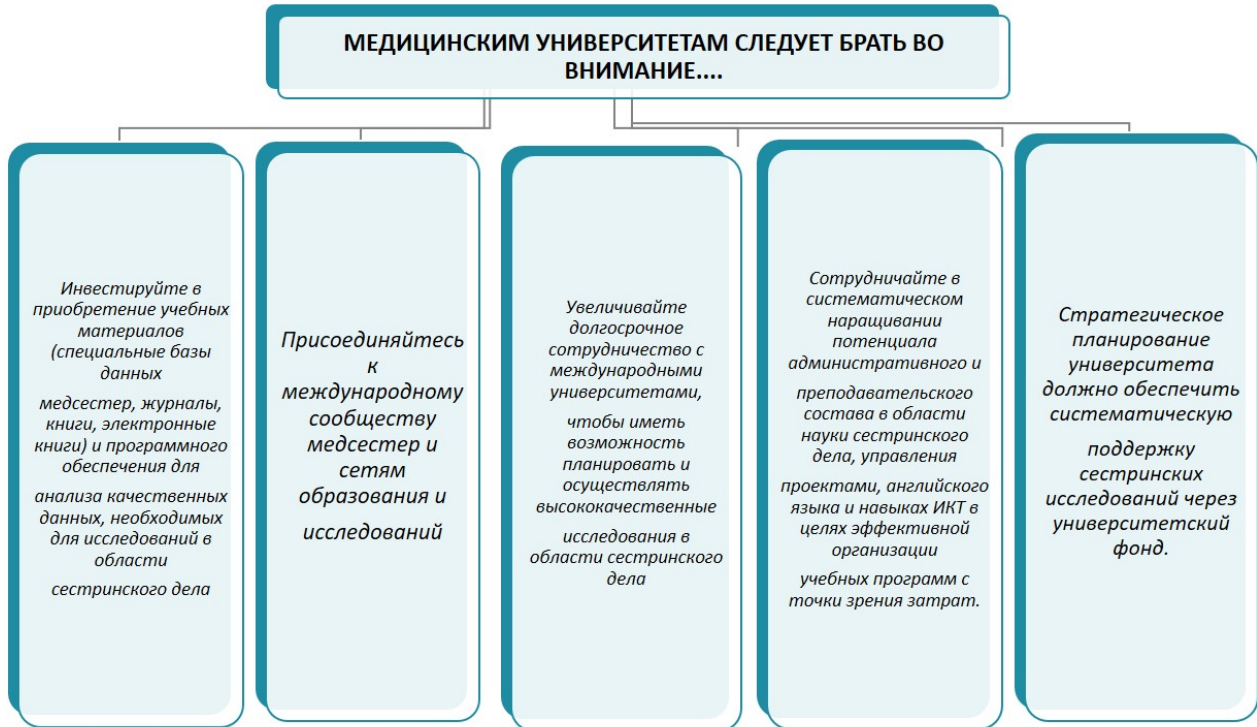 МЕДИЦИНСКИМ УНИВЕРСИТЕТАМ СЛЕДУЕТ БРАТЬ ВО
ВНИМАНИЕ....
Инвестируйте в
приобретение учебных
материалов
(специальные базы
данных
медсестер, журналы,
книги, электронные
книги) и программного
обеспечения для
анализа качественных
данных, необходимых
для исследований в
области
сестринского дела
Присоединяйтесь
к
международному
сообществу
медсестер и
сетям
образования и
исследований
Увеличивайте
долгосрочное
сотрудничество с
международными
университетами,
чтобы иметь
возможность
планировать и
осуществлять
высококачественные
исследования в
области сестринского
дела
Сотрудничайте в
систематическом
наращивании
потенциала
административного и
преподавательского
состава в области
науки сестринского
дела, управления
проектами, английского
языка и навыках ИКТ в
целях эффективной
организации
учебных программ с
точки зрения затрат.
Стратегическое
планирование
университета
должно обеспечить
систематическую
поддержку
сестринских
исследований через
университетский
фонд.